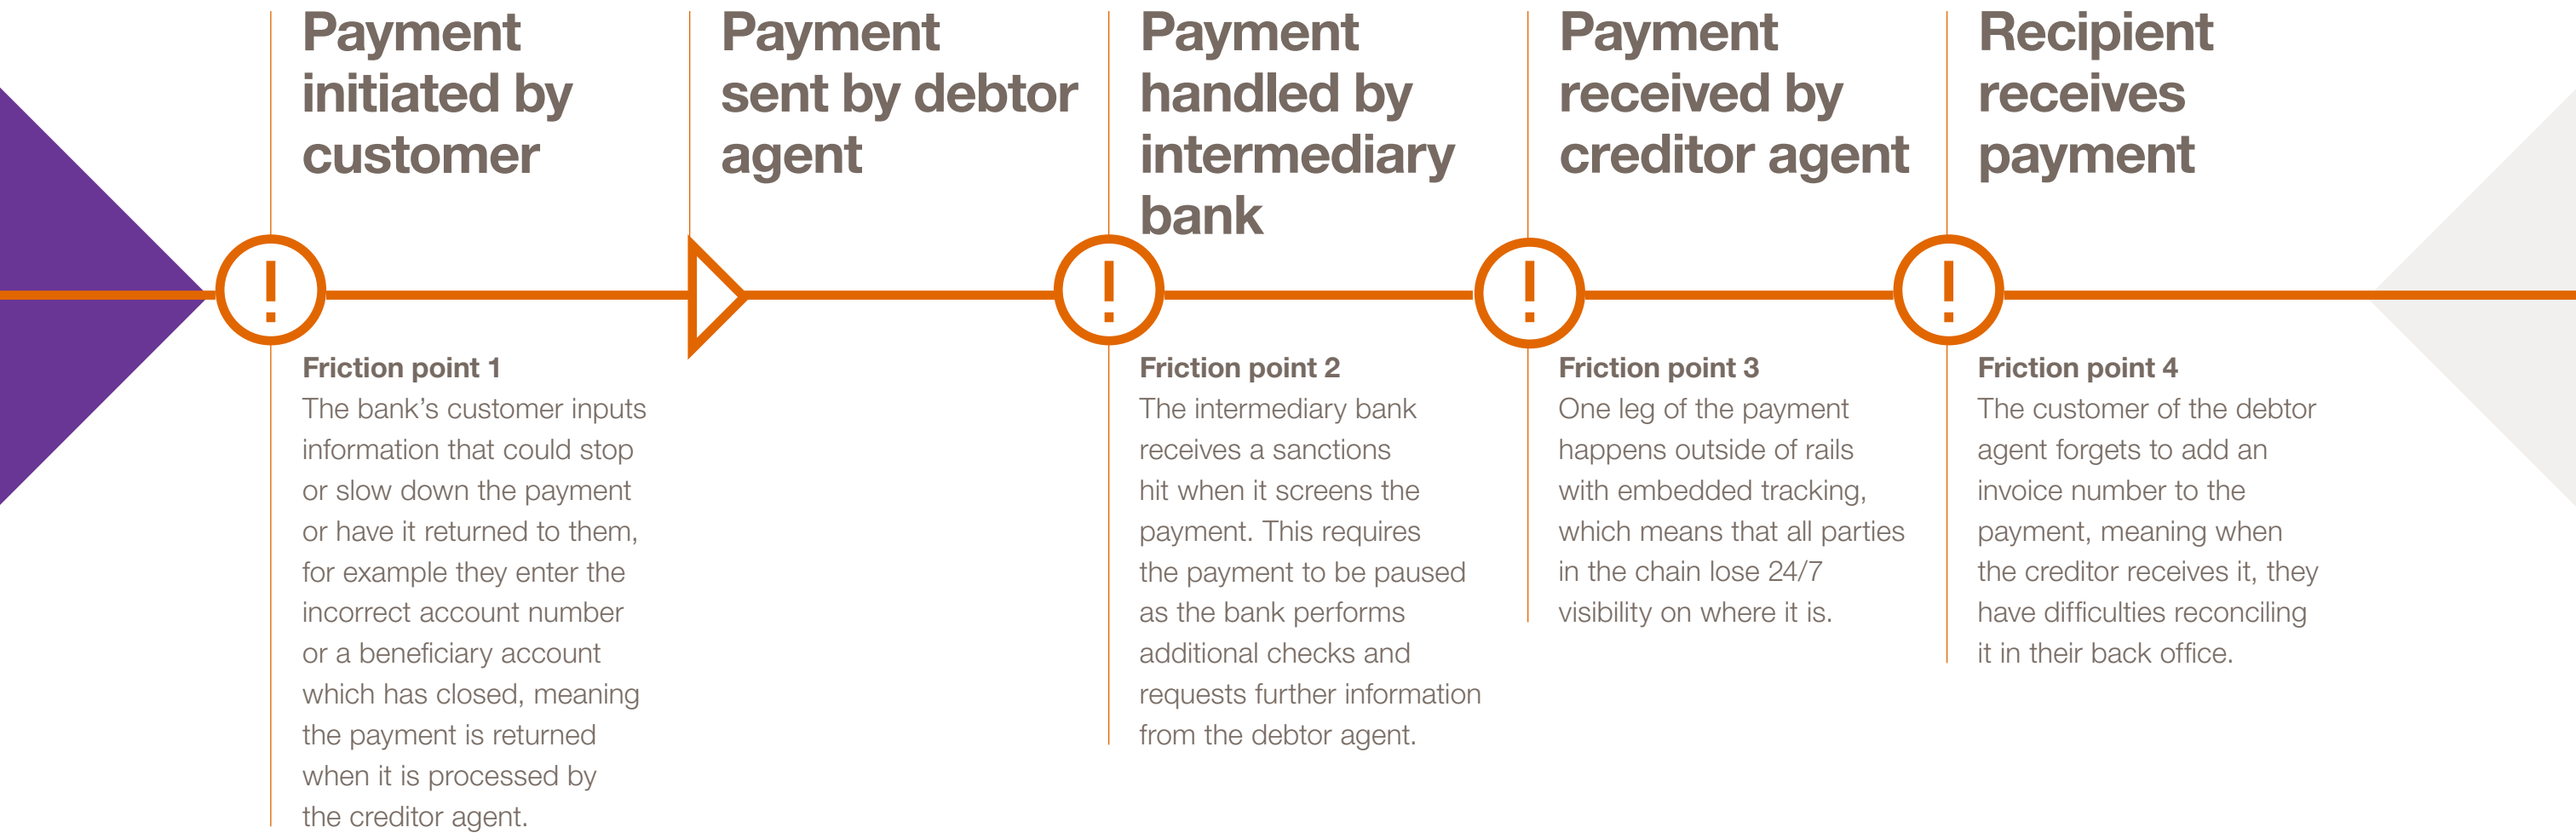 Payment
initiated by
customer
Payment
sent by debtor
agent
Payment
handled by
intermediary
bank
Payment
received by
creditor agent
Recipient
receives
payment
!
!
!
!
Friction point 1
The bank’s customer inputs
information that could stop
or slow down the payment
or have it returned to them,
for example they enter the
incorrect account number
or a beneficiary account
which has closed, meaning
the payment is returned
when it is processed by
the creditor agent.
Friction point 2
The intermediary bank
receives a sanctions
hit when it screens the
payment. This requires
the payment to be paused
as the bank performs
additional checks and
requests further information
from the debtor agent.
Friction point 3
One leg of the payment
happens outside of rails
with embedded tracking,
which means that all parties
in the chain lose 24/7
visibility on where it is.
Friction point 4
The customer of the debtor
agent forgets to add an
invoice number to the
payment, meaning when
the creditor receives it, they
have difficulties reconciling
it in their back office.